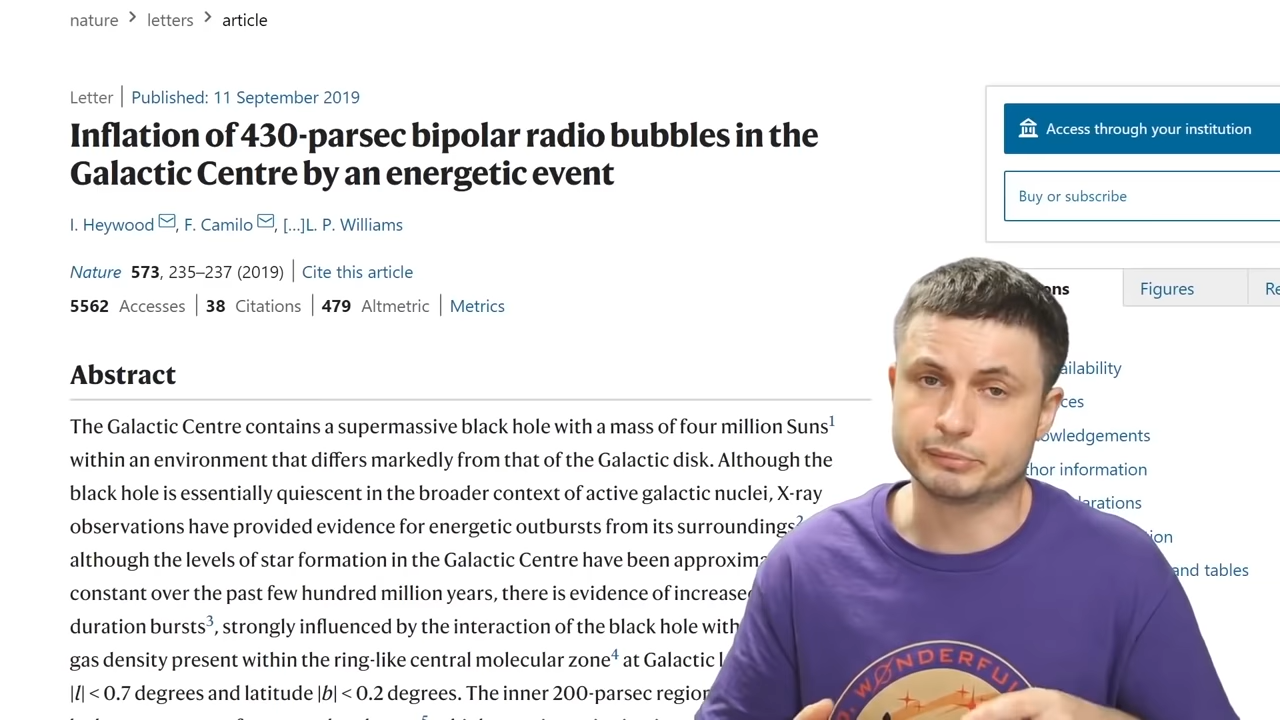 nature > letters > article
Letter | Published: 11 September 2019
Inflation of 430-parsec bipolar radio bubbles in the
Galactic Centre by an energetic event
I. Heywood, F. Camilo, [...]L. P. Williams
Nature 573, 235–237 (2019) | Cite this article
5562 Accesses | 38 Citations | 479 Altmetric | Metrics
Abstract
The Galactic Centre contains a supermassive black hole with a mass of four million Suns1
within an environment that differs markedly from that of the Galactic disk. Although the
black hole is essentially quiescent in the broader context of active galactic nuclei, X-ray
observations have provided evidence for energetic outbursts from its surroundings2
although the levels of star formation in the Galactic Centre have been approxima
constant over the past few hundred million years, there is evidence of increased
duration bursts3, strongly influenced by the interaction of the black hole with
gas density present within the ring-like central molecular zone4 at Galactic l
|l| < 0.7 degrees and latitude |b| < 0.2 degrees. The inner 200-parsec region
Access through your institution
Buy or subscribe
ons
Figures
Re
ailability
ces
owledgements
hor information
larations
ion
and tables
WONDERFU